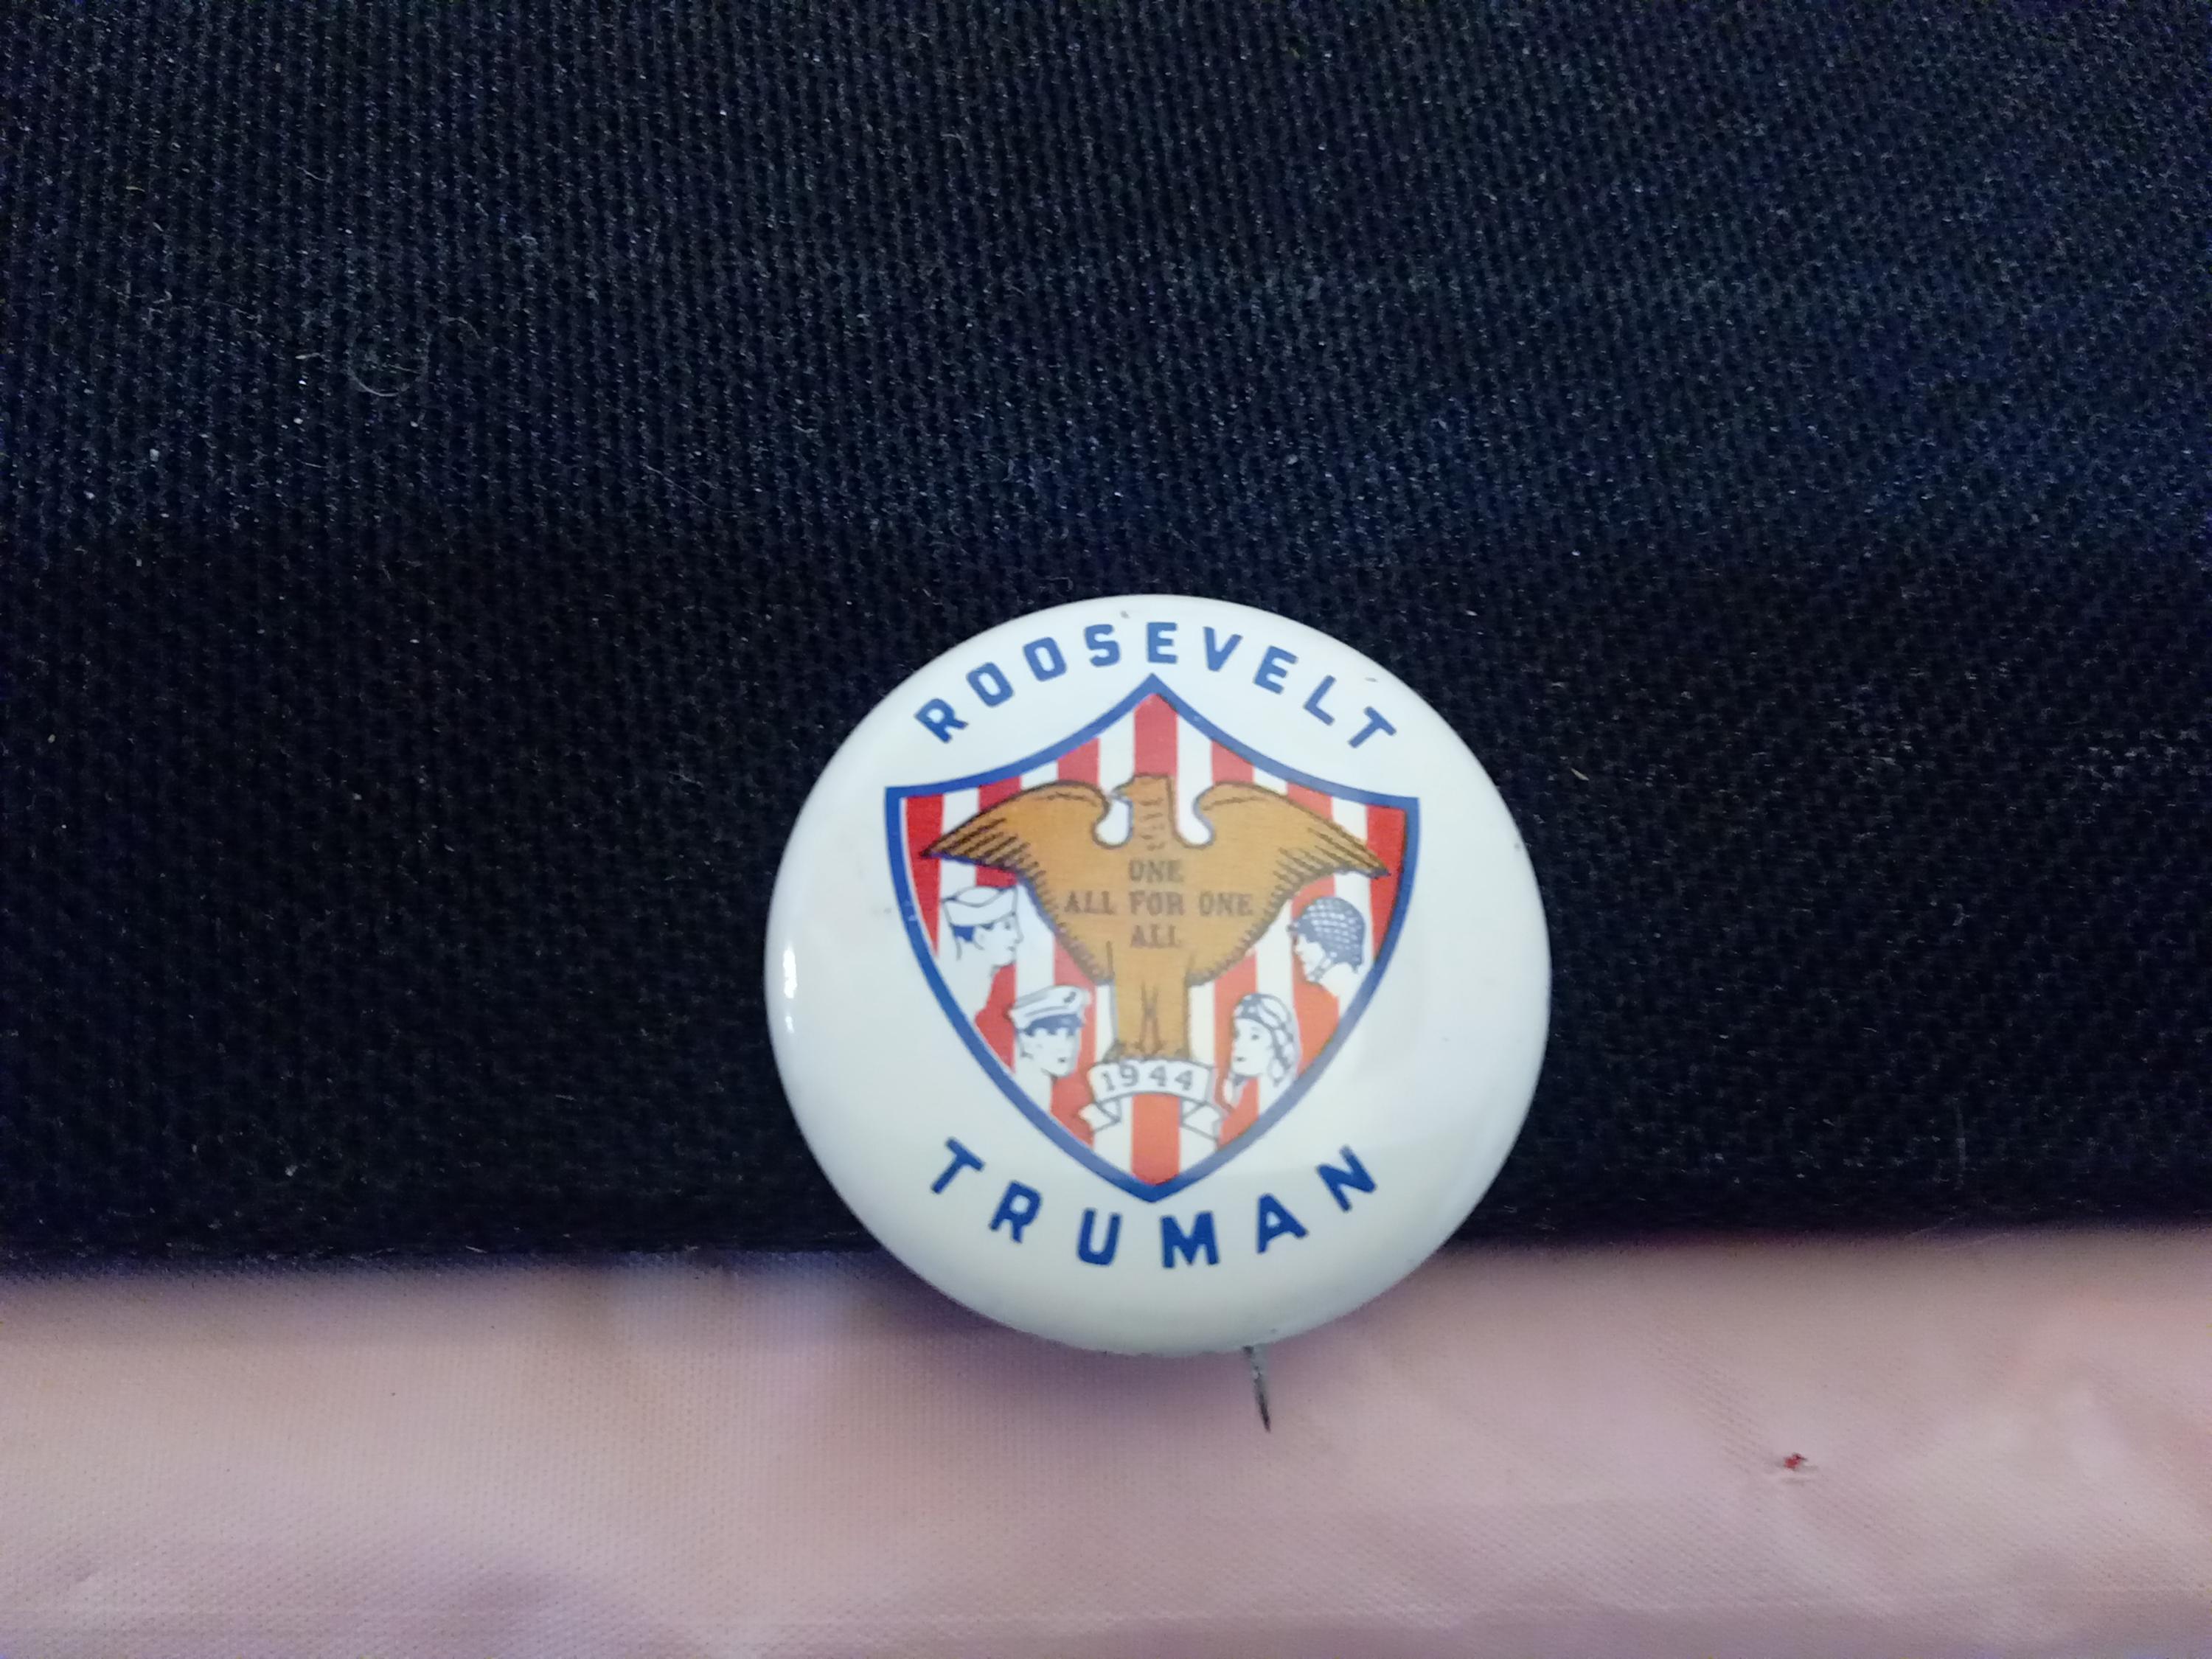 ROOSEVELT
ONE
ALL FOR ONE
ALL
1944
TRUMAN